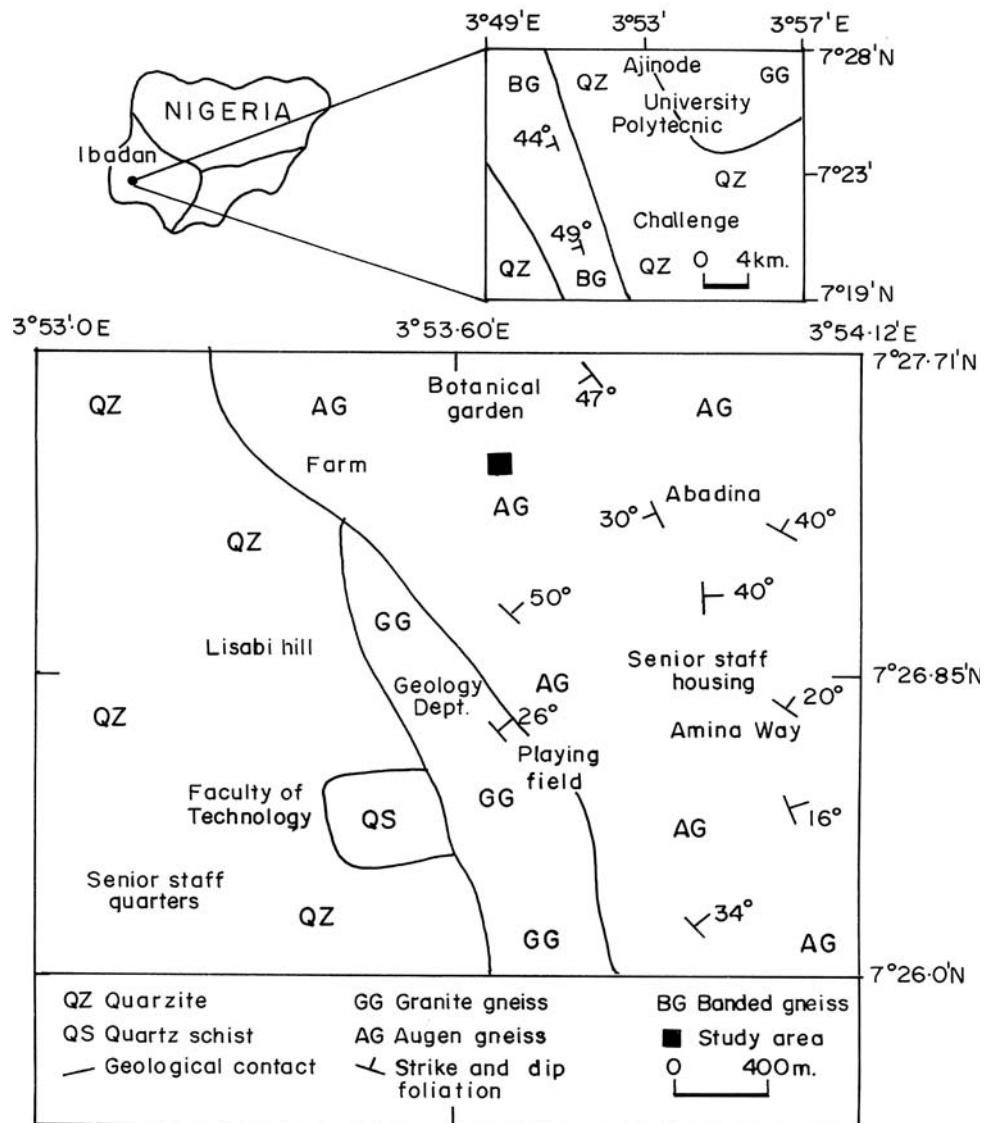 3°49'E 3°53' 3°57'E
7°28'N
NIGERIA
Ibadan
BG QZ Ajinode GG
University
Polytecnic
44°
7°23'
QZ
Challenge
49°
0 4km.
QZ BG QZ
7°19'N
3°53·0'E 3°53·60'E 3°54·12'E
7°27·71'N
Botanical
garden
47°
QZ AG AG
Farm
Abadina
AG
30° 40°
QZ
50° 40°
GG
Lisabi hill
Senior staff
housing
7°26·85'N
Geology
Dept.
AG
20°
QZ
26°
Amina Way
Playing
field
Faculty of
Technology
GG
QS
AG
16°
Senior staff
quarters
QZ
34°
GG
AG
7°26·0'N
QZ Quarzite
QS Quartz schist
Geological contact
GG Granite gneiss
AG Augen gneiss
Strike and dip
foliation
BG Banded gneiss
Study area
0 400m.